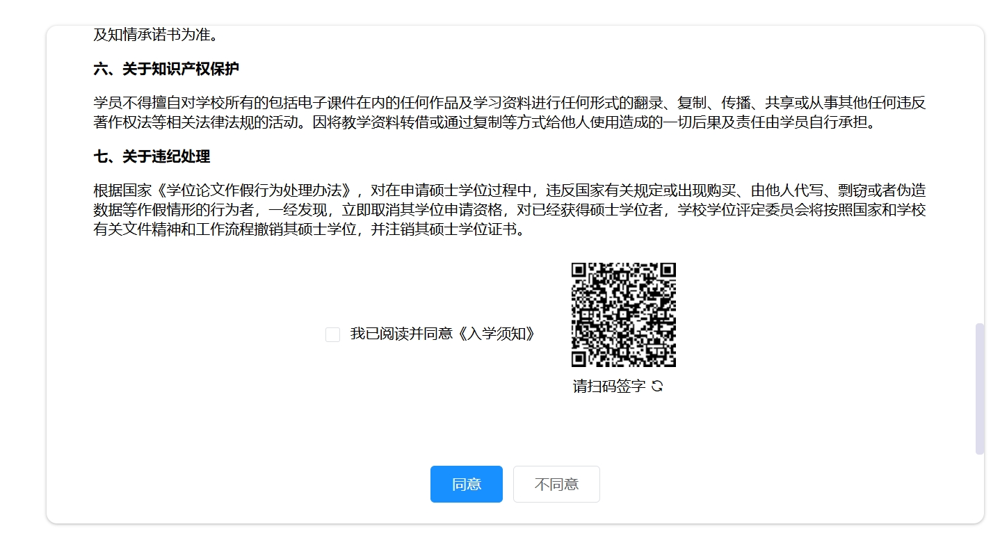 及知情承诺书为准。
六、关于知识产权保护
学员不得擅自对学校所有的包括电子课件在内的任何作品及学习资料进行任何形式的翻录、复制、传播、共享或从事其他任何违反
著作权法等相关法律法规的活动。因将教学资料转借或通过复制等方式给他人使用造成的一切后果及责任由学员自行承担。
七、关于违纪处理
根据国家《学位论文作假行为处理办法》，对在申请硕士学位过程中，违反国家有关规定或出现购买、由他人代写、剽窃或者伪造
数据等作假情形的行为者，一经发现，立即取消其学位申请资格，对已经获得硕士学位者，学校学位评定委员会将按照国家和学校
有关文件精神和工作流程撤销其硕士学位，并注销其硕士学位证书。
我已阅读并同意《入学须知》
请扫码签字
同意
不同意